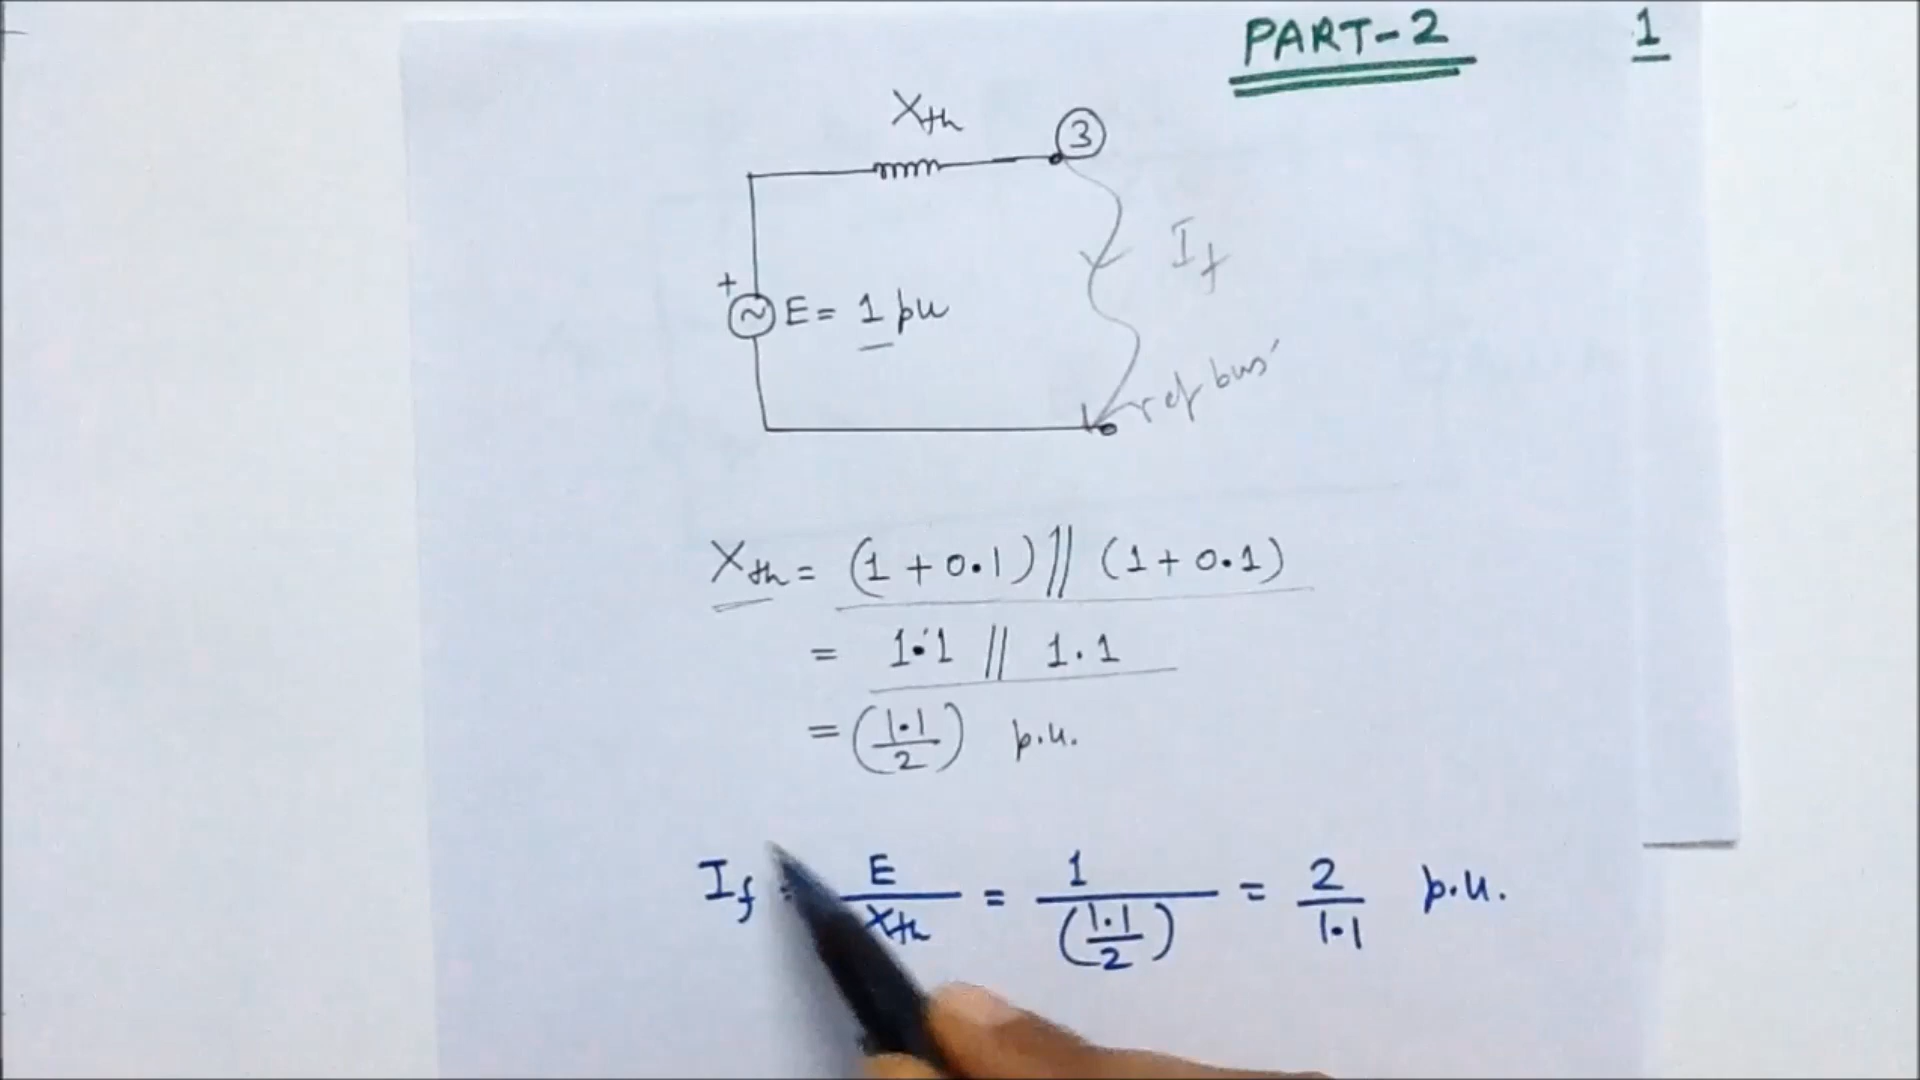 PART-2
1
Xth
3
If
+
E = 1 pu
ref bus
Xth = (1 + 0.1) || (1 + 0.1)
= 1.1 || 1.1
= (1.1/2) p.u.
If = E/Xth = 1/(1.1/2) = 2/1.1 p.u.